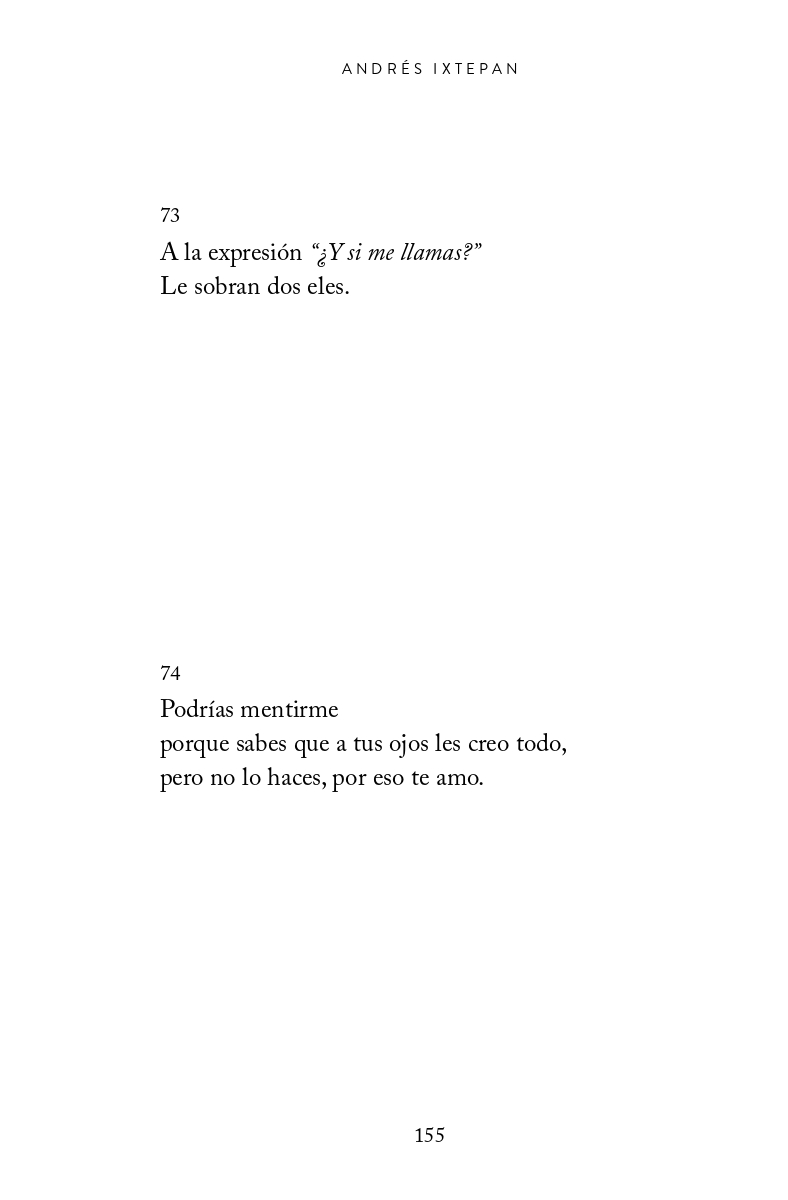 ANDRÉS IXTEPAN
73
A la expresión “¿Y si me llamas?”
Le sobran dos eles.
74
Podrías mentirme
porque sabes que a tus ojos les creo todo,
pero no lo haces, por eso te amo.
155